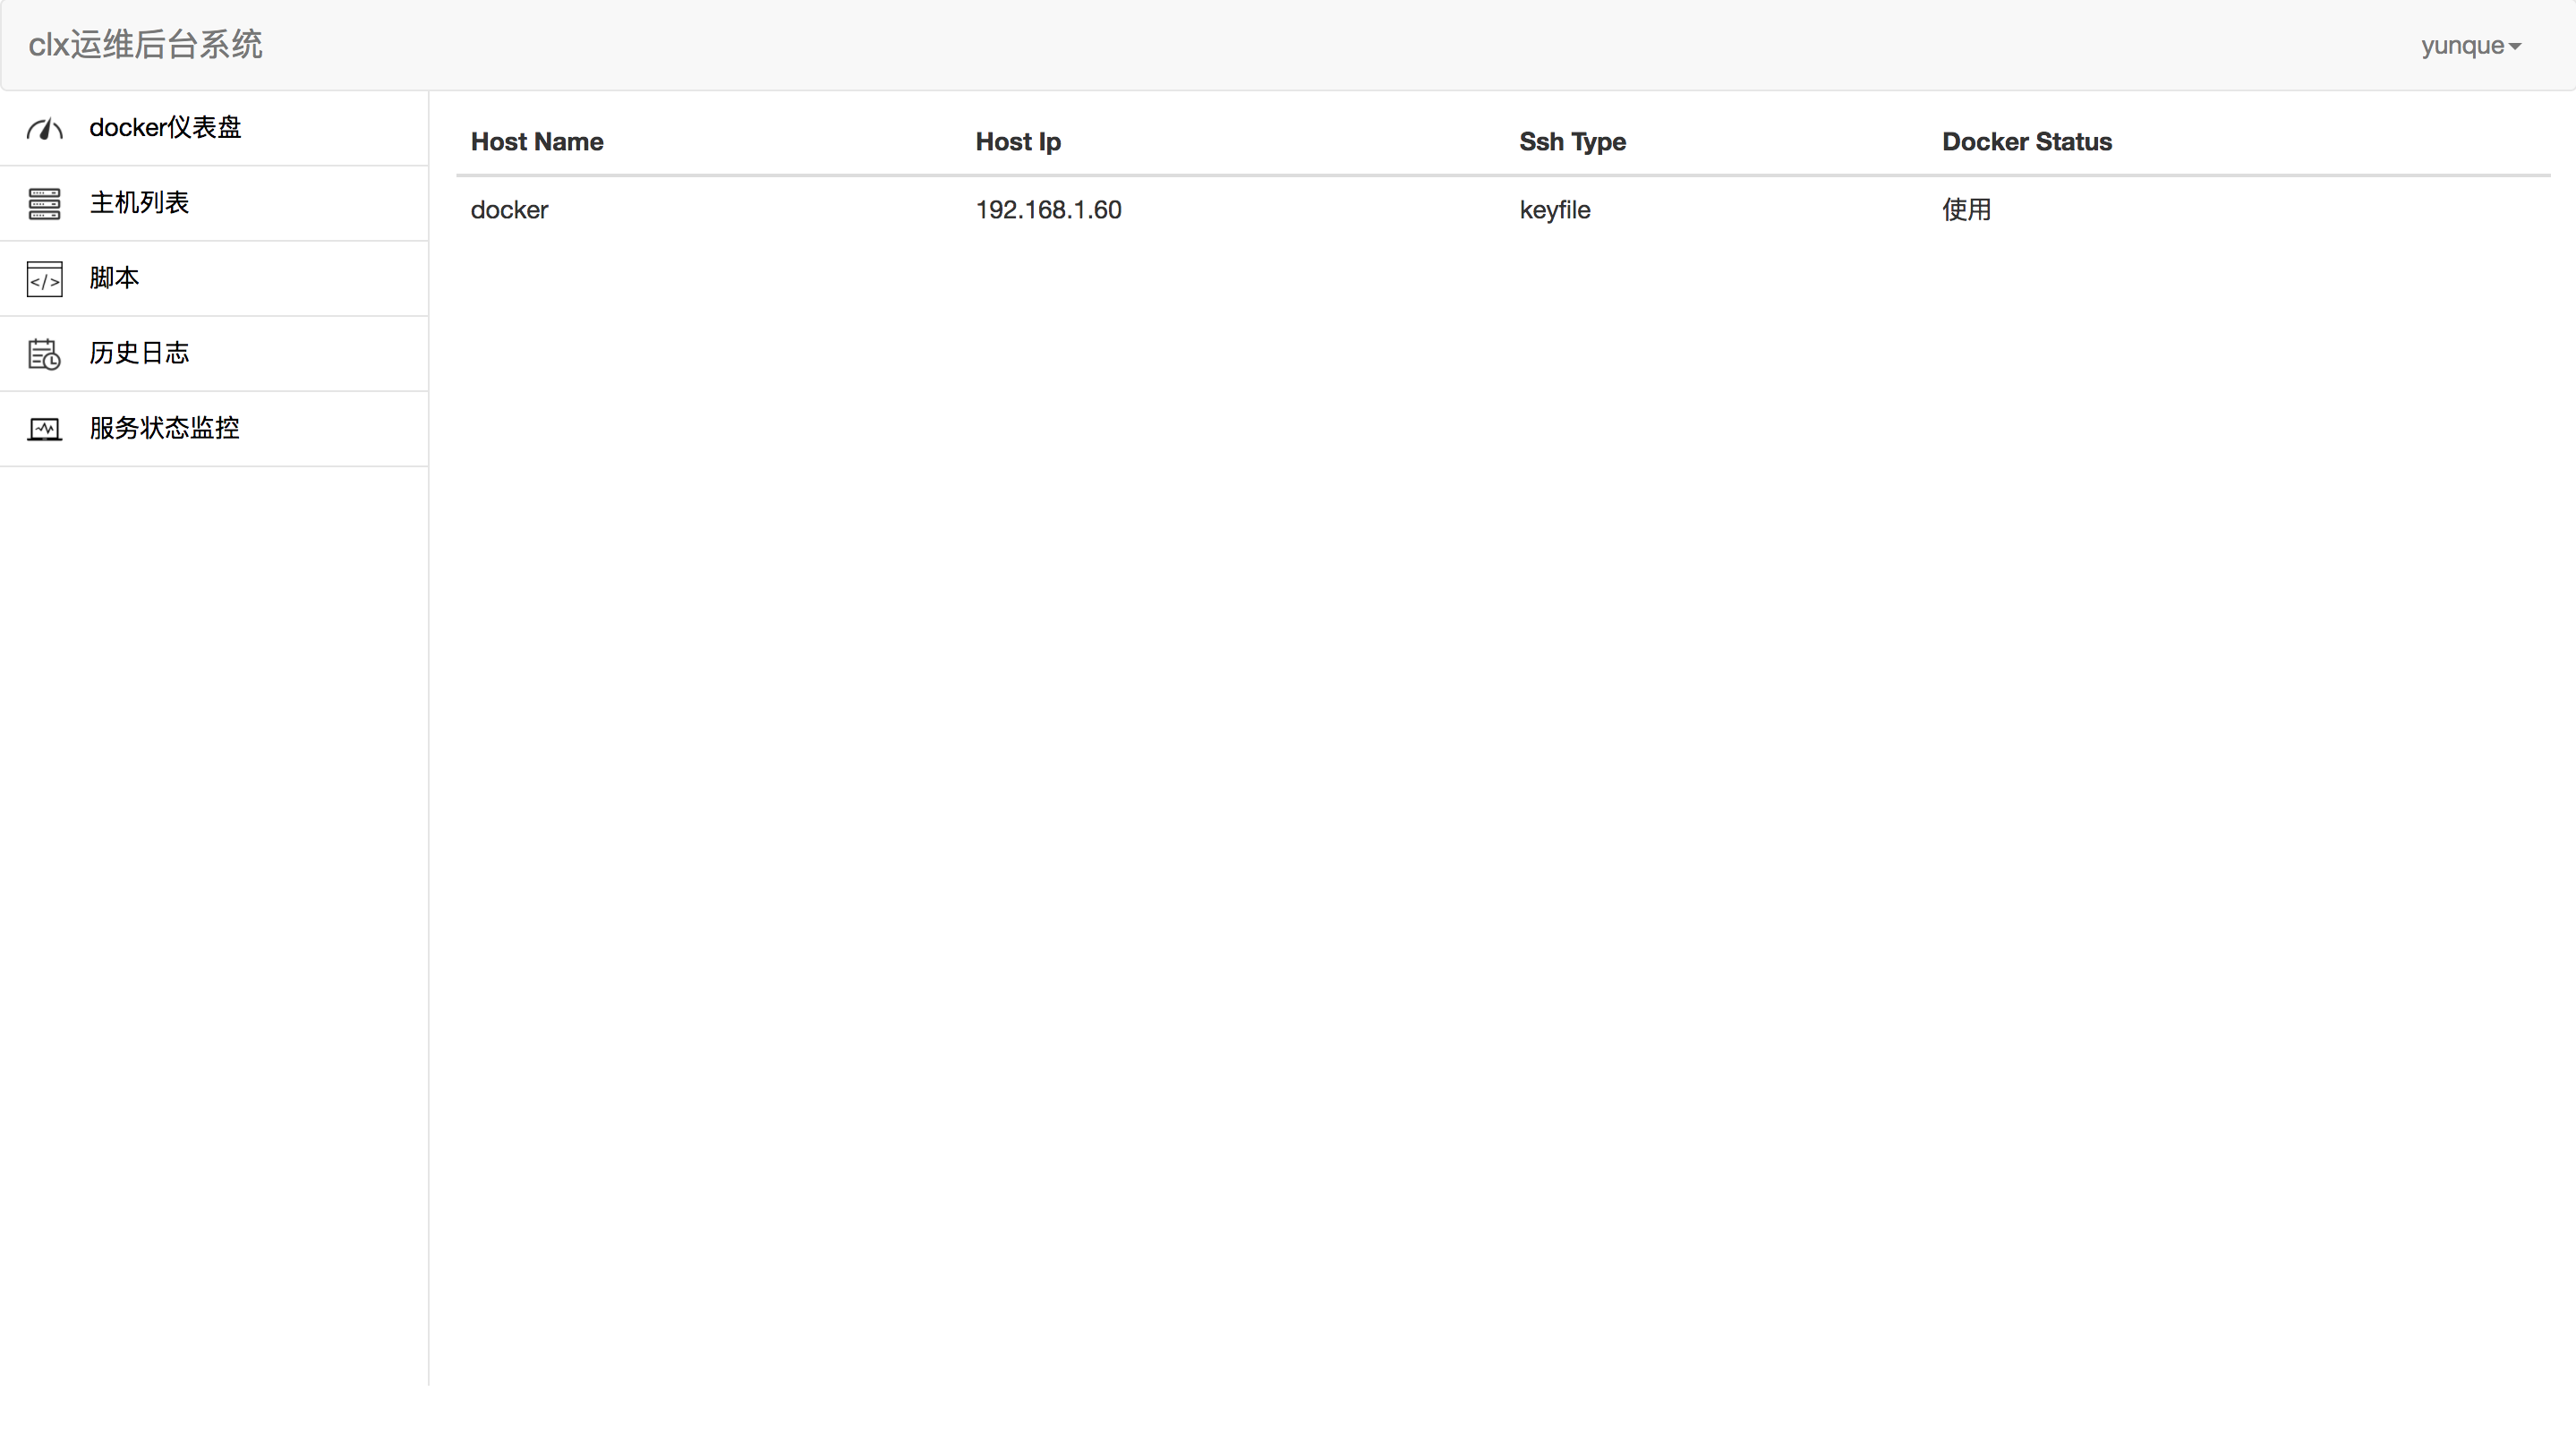 clx运维后台系统
yunque
docker仪表盘
主机列表
脚本
历史日志
服务状态监控
Host Name Host Ip Ssh Type Docker Status
docker 192.168.1.60 keyfile 使用